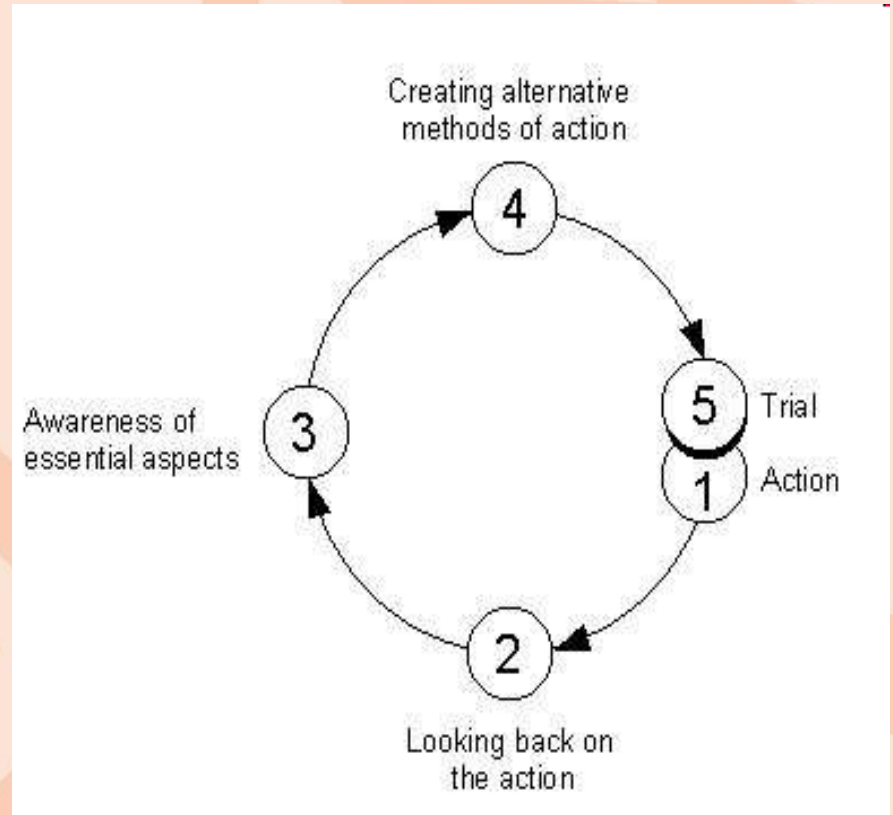 Creating alternative
methods of action
4
5
Trial
3
Awareness of
essential aspects
1
Action
2
Looking back on
the action